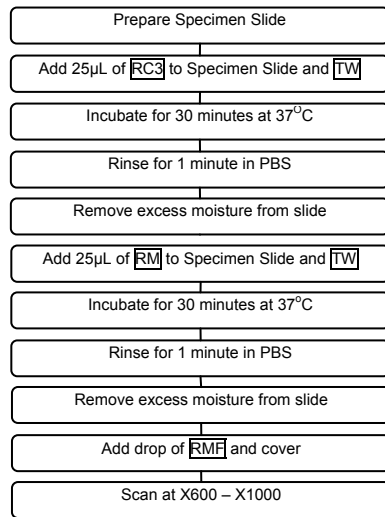 Prepare Specimen Slide
Add 25µL of RC3 to Specimen Slide and TW
Incubate for 30 minutes at 37°C
Rinse for 1 minute in PBS
Remove excess moisture from slide
Add 25µL of RM to Specimen Slide and TW
Incubate for 30 minutes at 37°C
Rinse for 1 minute in PBS
Remove excess moisture from slide
Add drop of RMF and cover
Scan at X600 – X1000